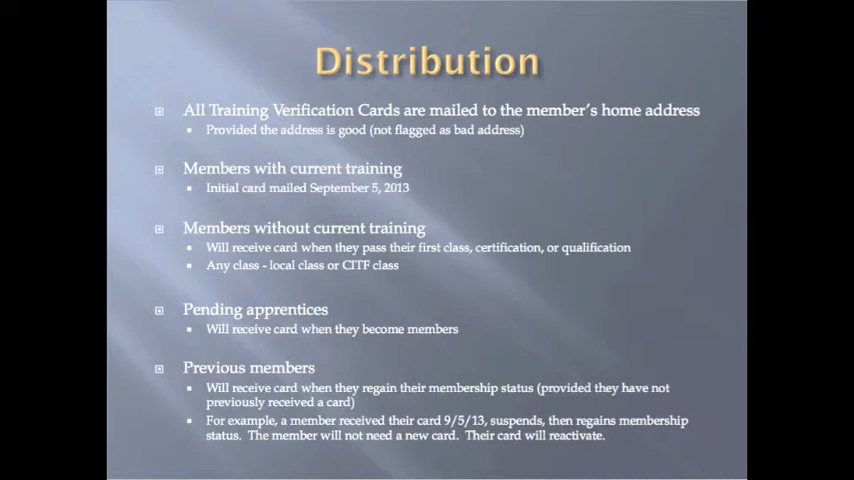 Distribution
All Training Verification Cards are mailed to the member's home address
Provided the address is good (not flagged as bad address)
Members with current training
Initial card mailed September 5, 2013
Members without current training
Will receive card when they pass their first class, certification, or qualification
Any class - local class or CITF class
Pending apprentices
Will receive card when they become members
Previous members
Will receive card when they regain their membership status (provided they have not
previously received a card)
For example, a member received their card 9/5/13, suspends, then regains membership
status. The member will not need a new card. Their card will reactivate.